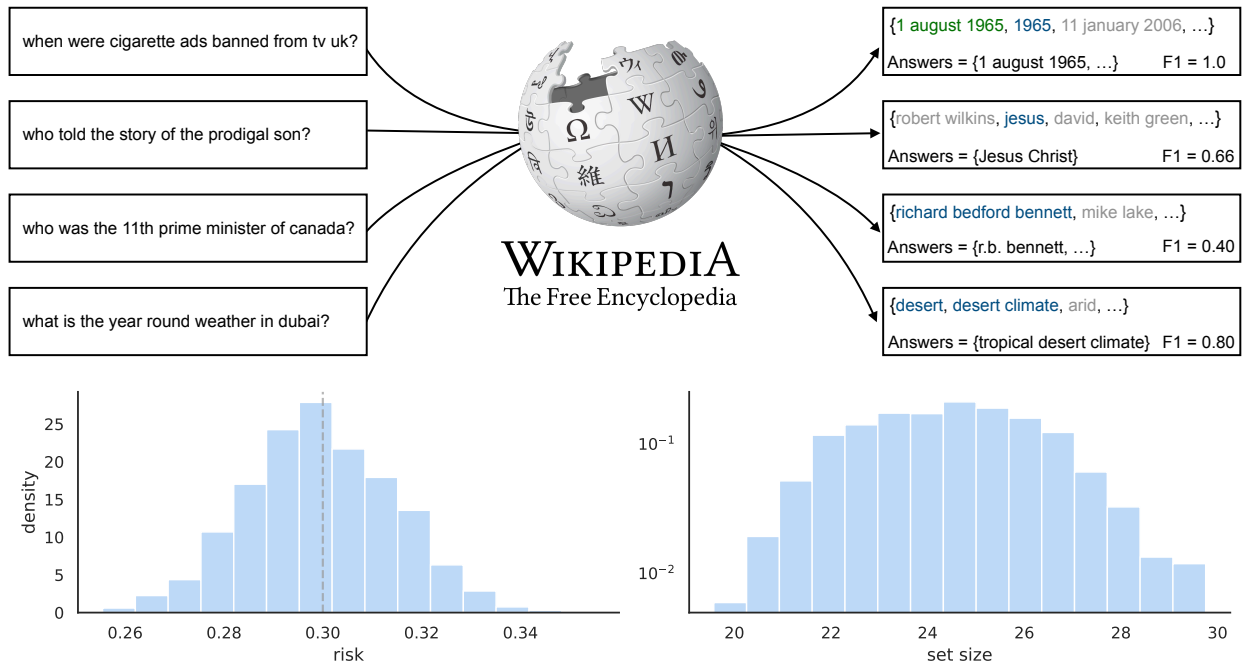 when were cigarette ads banned from tv uk?
who told the story of the prodigal son?
who was the 11th prime minister of canada?
what is the year round weather in dubai?
Ω
W
И
維
ウィ
7
WIKIPEDIA
The Free Encyclopedia
{1 august 1965, 1965, 11 january 2006, …}
Answers = {1 august 1965, …} F1 = 1.0
{robert wilkins, jesus, david, keith green, …}
Answers = {Jesus Christ} F1 = 0.66
{richard bedford bennett, mike lake, …}
Answers = {r.b. bennett, …} F1 = 0.40
{desert, desert climate, arid, …}
Answers = {tropical desert climate} F1 = 0.80
density
25
20
15
10
5
0
0.26 0.28 0.30 0.32 0.34
risk
10⁻¹
10⁻²
20 22 24 26 28 30
set size